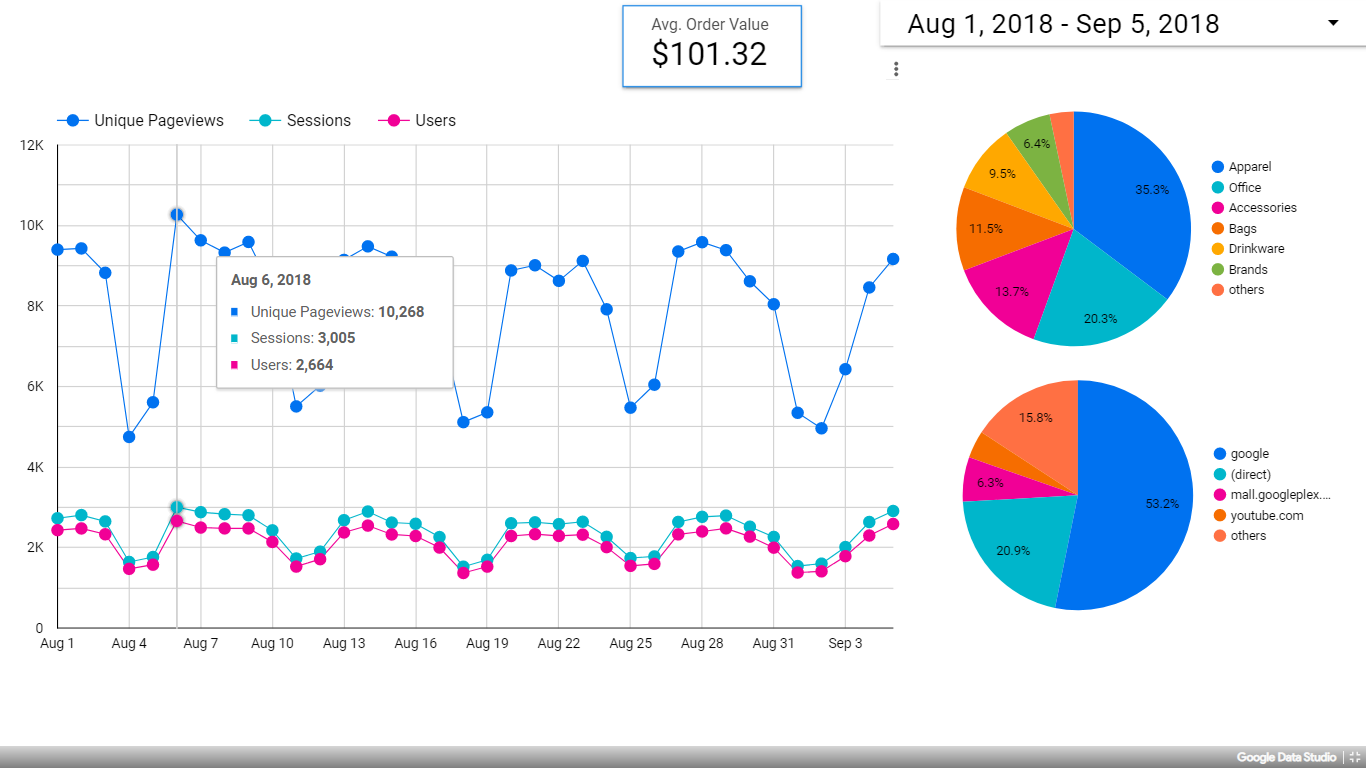 Avg. Order Value
$101.32
Aug 1, 2018 - Sep 5, 2018
Unique Pageviews
Sessions
Users
12K
10K
8K
6K
4K
2K
0
Aug 6, 2018
Unique Pageviews: 10,268
Sessions: 3,005
Users: 2,664
Aug 1
Aug 4
Aug 7
Aug 10
Aug 13
Aug 16
Aug 19
Aug 22
Aug 25
Aug 28
Aug 31
Sep 3
35.3%
20.3%
13.7%
11.5%
9.5%
6.4%
Apparel
Office
Accessories
Bags
Drinkware
Brands
others
53.2%
20.9%
6.3%
15.8%
google
(direct)
mall.googleplex....
youtube.com
others
Google Data Studio